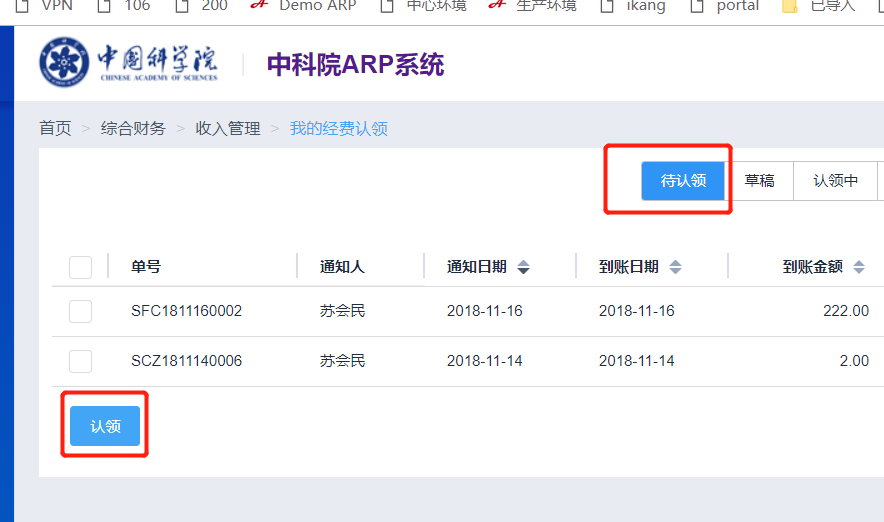 VPN 106 200 Demo ARP 中心环境 生产环境 ikang portal 已导入
中国科学院 中科院ARP系统
CHINESE ACADEMY OF SCIENCES
首页 > 综合财务 > 收入管理 > 我的经费认领
待认领 草稿 认领中
单号 通知人 通知日期 到账日期 到账金额
SFC1811160002 苏会民 2018-11-16 2018-11-16 222.00
SCZ1811140006 苏会民 2018-11-14 2018-11-14 2.00
认领